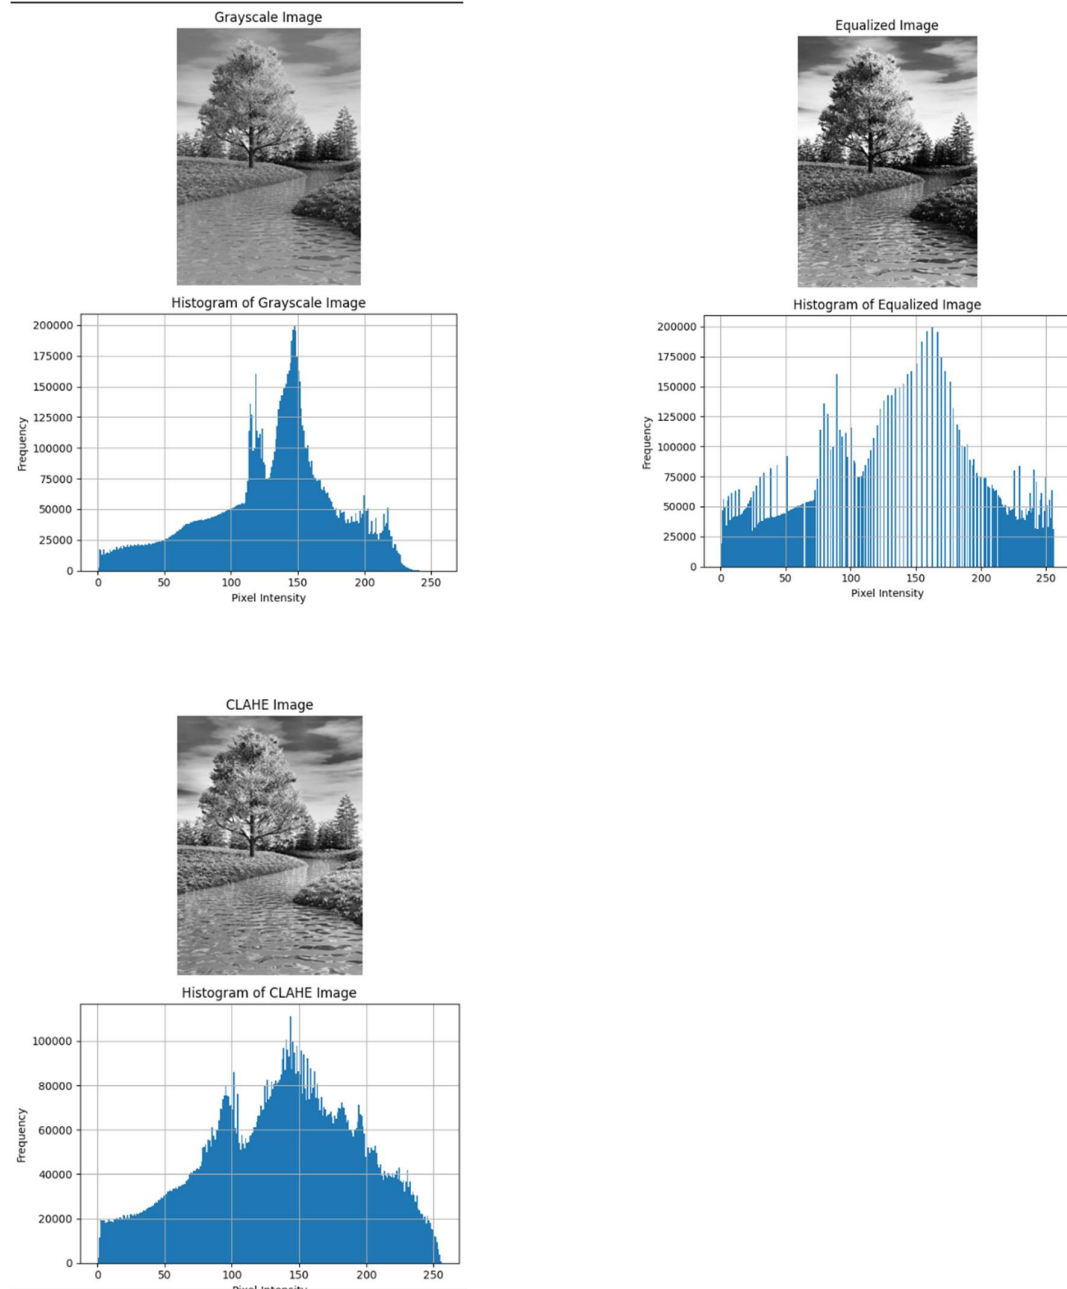 Grayscale Image
Histogram of Grayscale Image
200000
175000
150000
125000
100000
75000
50000
25000
0
Frequency
0 50 100 150 200 250
Pixel Intensity
Equalized Image
Histogram of Equalized Image
200000
175000
150000
125000
100000
75000
50000
25000
0
Frequency
0 50 100 150 200 250
Pixel Intensity
CLAHE Image
Histogram of CLAHE Image
100000
80000
60000
40000
20000
0
Frequency
0 50 100 150 200 250
Pixel Intensity